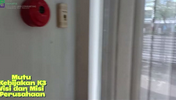 Mutu
Kebijakan K3
Visi dan Misi
Perusahaan